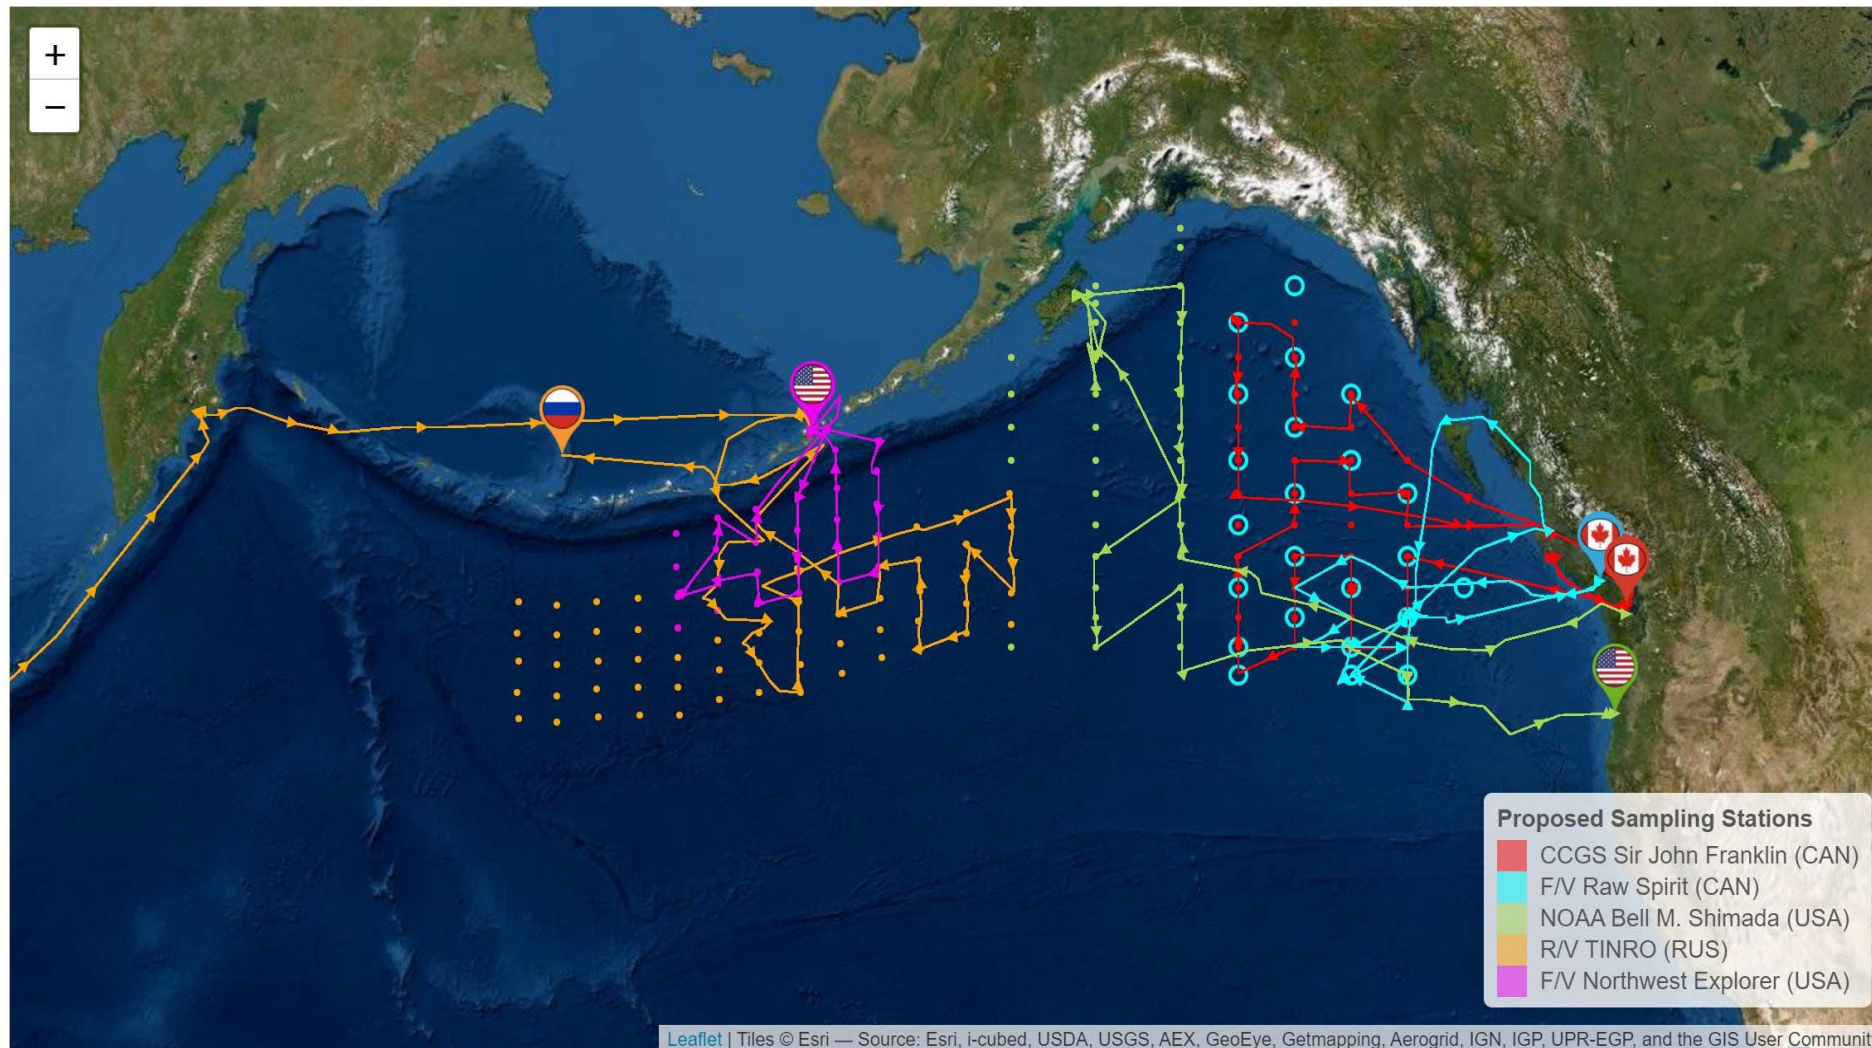 +
−
Proposed Sampling Stations
CCGS Sir John Franklin (CAN)
F/V Raw Spirit (CAN)
NOAA Bell M. Shimada (USA)
R/V TINRO (RUS)
F/V Northwest Explorer (USA)
Leaflet | Tiles © Esri — Source: Esri, i-cubed, USDA, USGS, AEX, GeoEye, Getmapping, Aerogrid, IGN, IGP, UPR-EGP, and the GIS User Communit